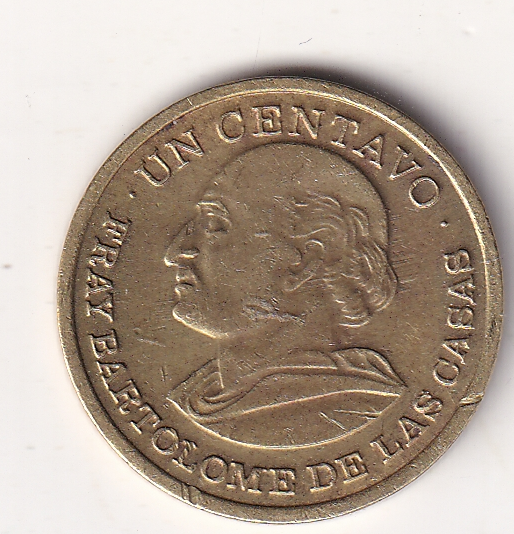 · UN CENTAVO ·
FRAY BARTOLOME DE LAS CASAS